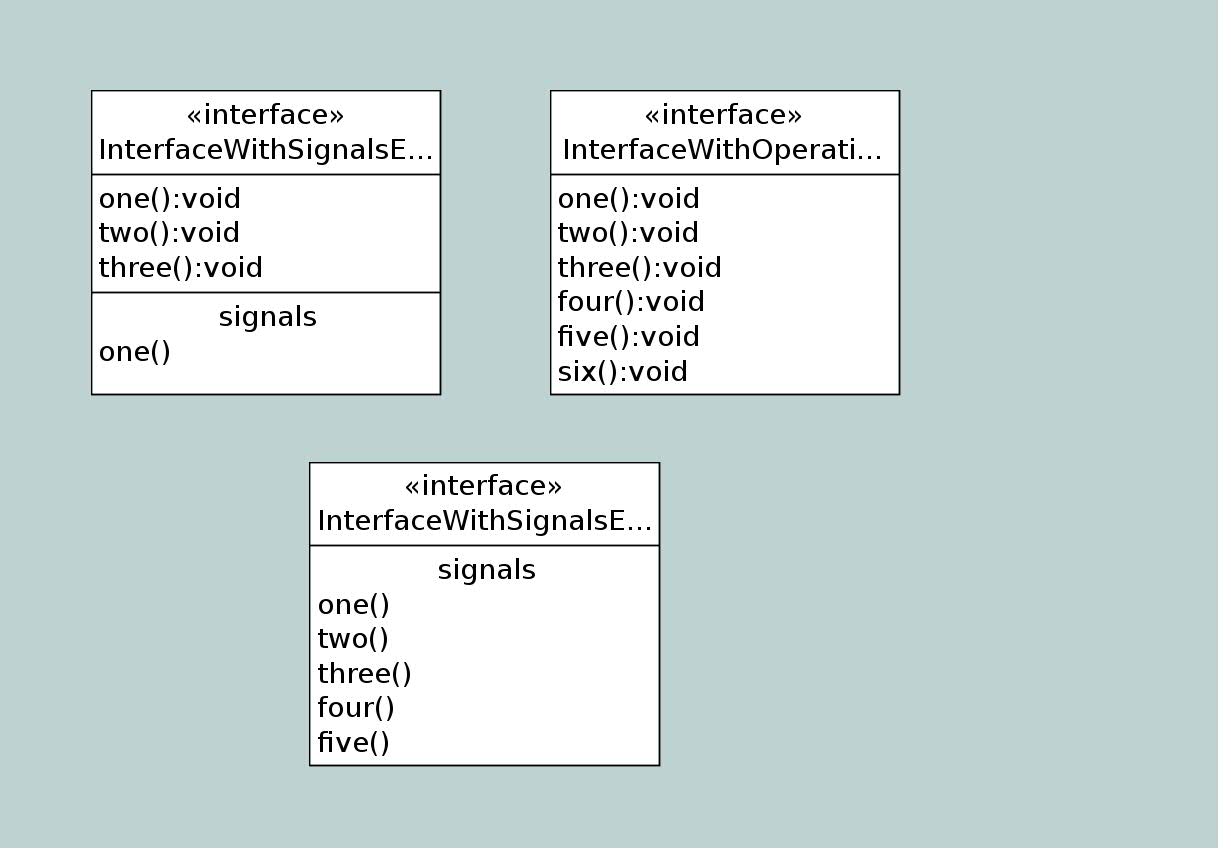 «interface»
InterfaceWithSignalsE...
one():void
two():void
three():void
signals
one()
«interface»
InterfaceWithOperati...
one():void
two():void
three():void
four():void
five():void
six():void
«interface»
InterfaceWithSignalsE...
signals
one()
two()
three()
four()
five()